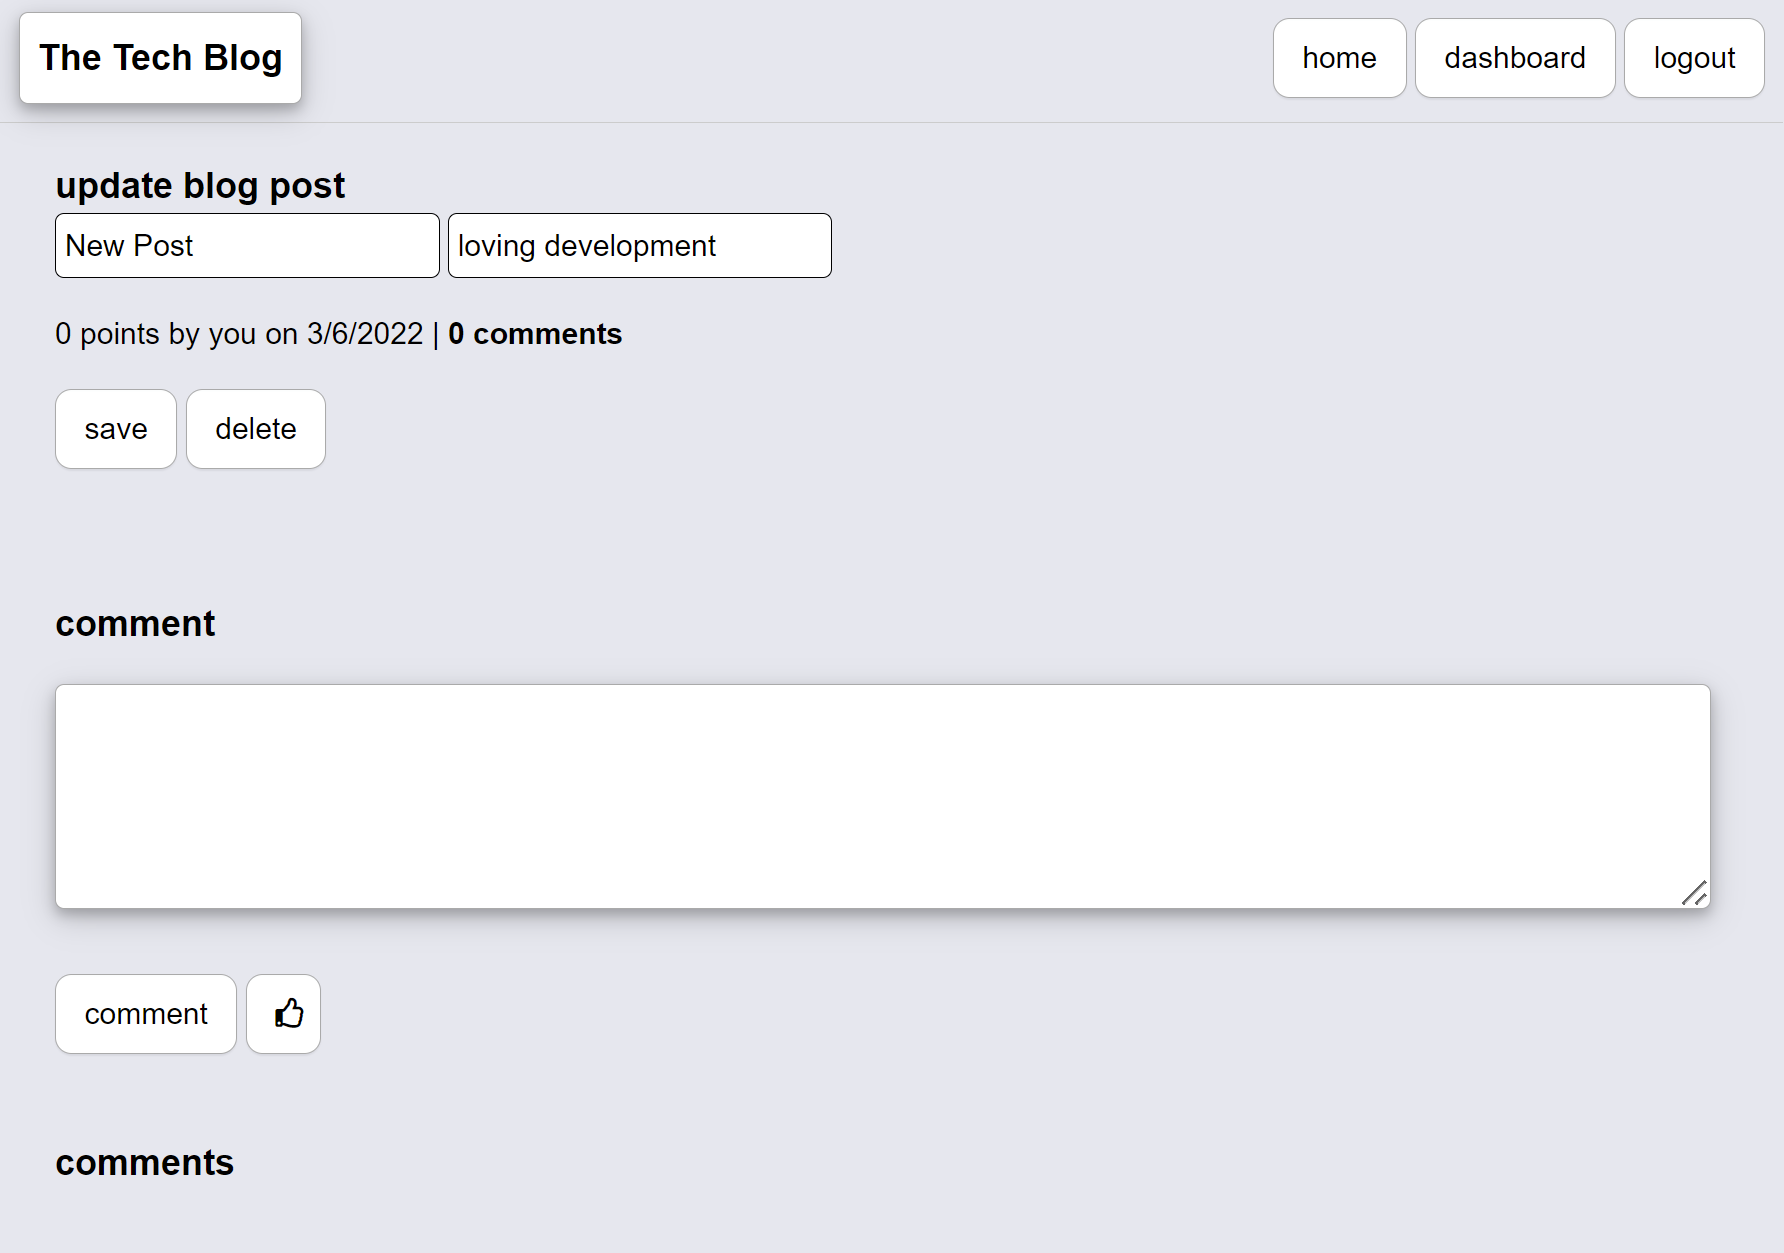 The Tech Blog
home dashboard logout
update blog post
New Post loving development
0 points by you on 3/6/2022 | 0 comments
save delete
comment
comment
comments